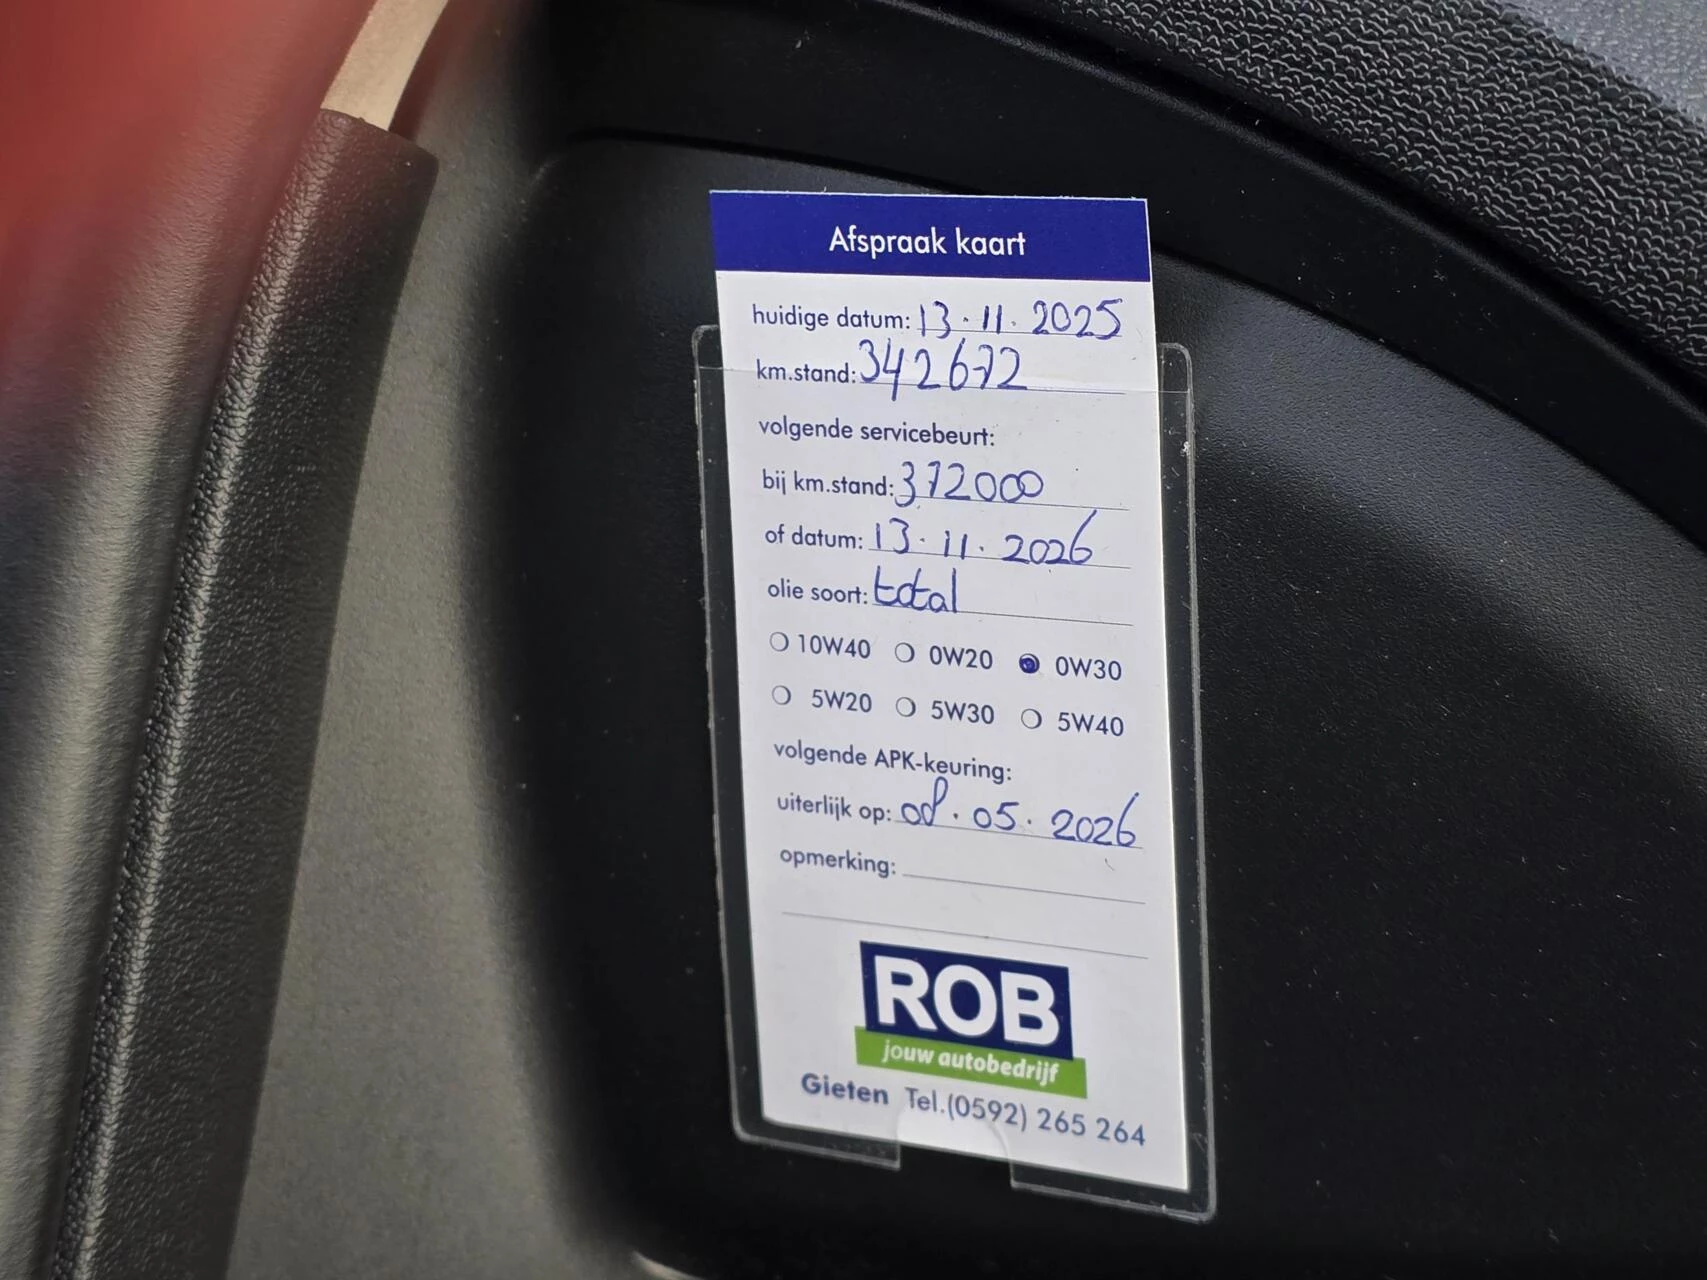 Afspraak kaart
huidige datum: 13.11.2025
km.stand: 342672
volgende servicebeurt:
bij km.stand: 372000
of datum: 13.11.2026
olie soort: total
10W40 0W20 0W30
5W20 5W30 5W40
volgende APK-keuring:
uiterlijk op: 08.05.2026
opmerking:
ROB
jouw autobedrijf
Gieten Tel.(0592) 265 264